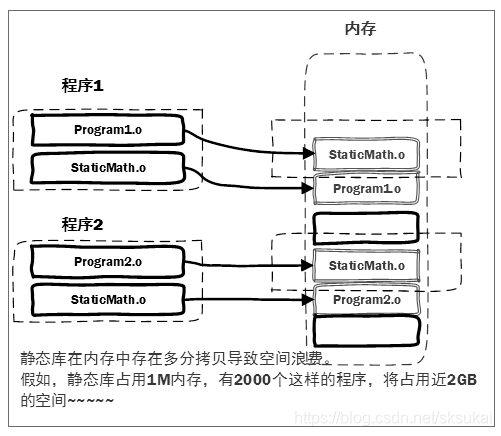 内存
程序1
Program1.o
StaticMath.o
StaticMath.o
Program1.o
程序2
Program2.o
StaticMath.o
StaticMath.o
Program2.o
静态库在内存中存在多分拷贝导致空间浪费。
假如，静态库占用1M内存，有2000个这样的程序，将占用近2GB
的空间~~~~~
https://blog.csdn.net/sksukai